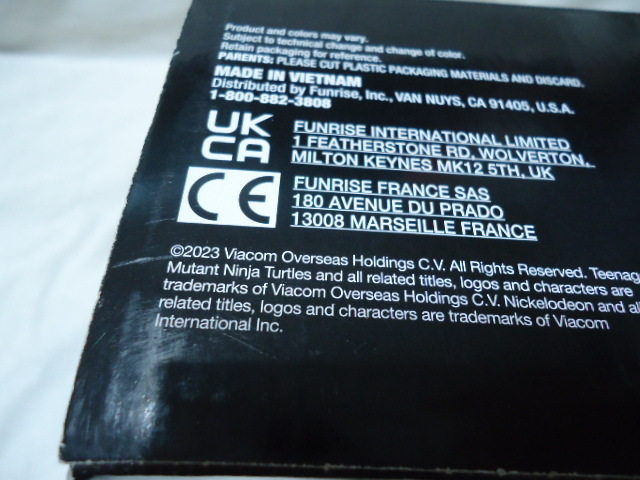 Product and colors may vary.
Subject to technical change and change of color.
Retain packaging for reference.
PARENTS: PLEASE CUT PLASTIC PACKAGING MATERIALS AND DISCARD.
MADE IN VIETNAM
Distributed by Funrise, Inc., VAN NUYS, CA 91405, U.S.A.
1-800-882-3808
UK
CA
FUNRISE INTERNATIONAL LIMITED
1 FEATHERSTONE RD, WOLVERTON,
MILTON KEYNES MK12 5TH, UK
CE
FUNRISE FRANCE SAS
180 AVENUE DU PRADO
13008 MARSEILLE FRANCE
©2023 Viacom Overseas Holdings C.V. All Rights Reserved. Teenag
Mutant Ninja Turtles and all related titles, logos and characters are
trademarks of Viacom Overseas Holdings C.V. Nickelodeon and all
related titles, logos and characters are trademarks of Viacom
International Inc.